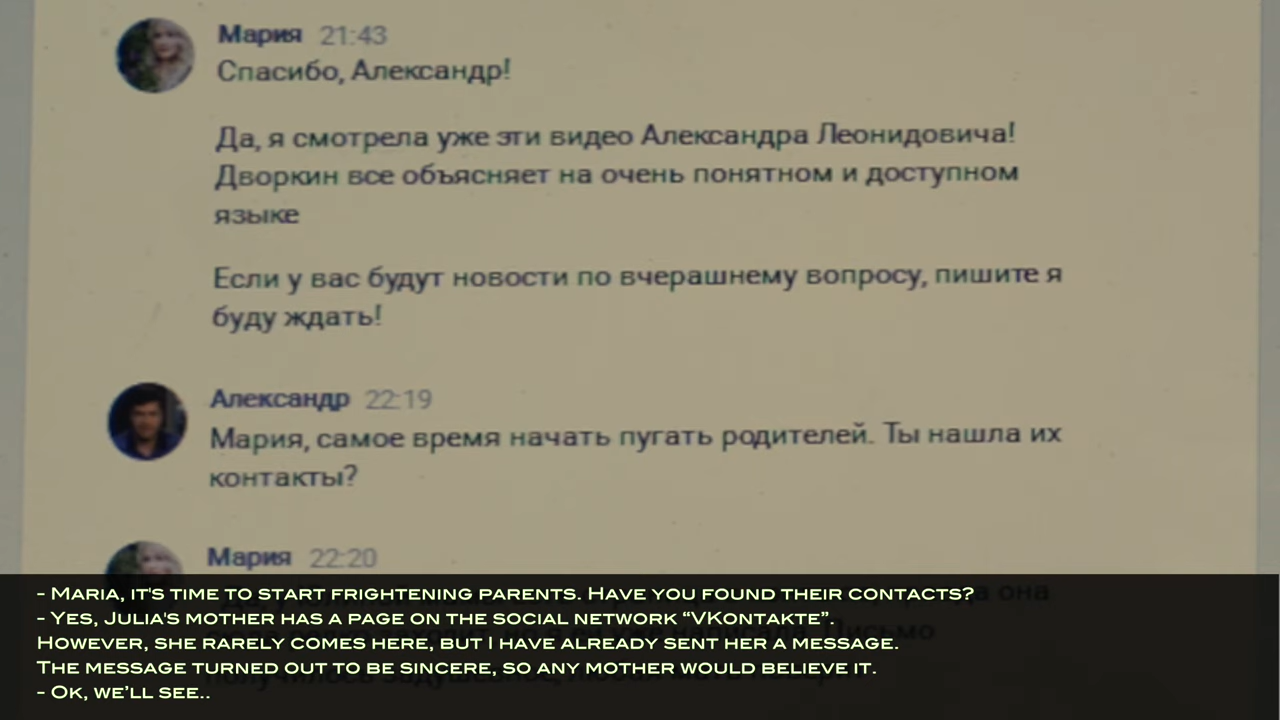 Мария 21:43
Спасибо, Александр!
Да, я смотрела уже эти видео Александра Леонидовича!
Дворкин все объясняет на очень понятном и доступном
языке
Если у вас будут новости по вчерашнему вопросу, пишите я
буду ждать!
Александр 22:19
Мария, самое время начать пугать родителей. Ты нашла их
контакты?
Мария 22:20
она
- MARIA, IT'S TIME TO START FRIGHTENING PARENTS. HAVE YOU FOUND THEIR CONTACTS?
- YES, JULIA'S MOTHER HAS A PAGE ON THE SOCIAL NETWORK “VKONTAKTE”.
HOWEVER, SHE RARELY COMES HERE, BUT I HAVE ALREADY SENT HER A MESSAGE.
THE MESSAGE TURNED OUT TO BE SINCERE, SO ANY MOTHER WOULD BELIEVE IT.
- OK, WE'LL SEE..